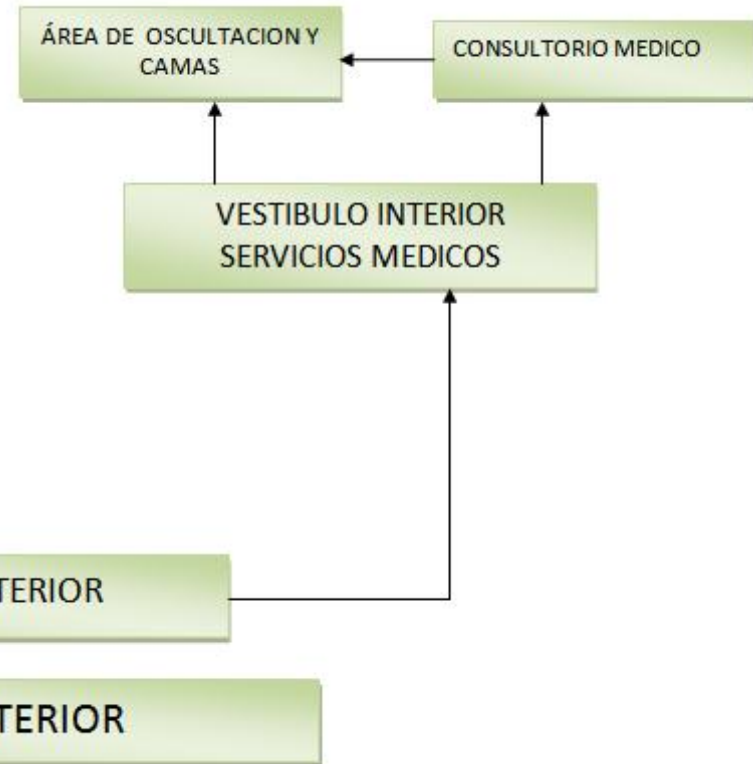 ÁREA DE OSCULTACION Y
CAMAS
CONSULTORIO MEDICO
VESTIBULO INTERIOR
SERVICIOS MEDICOS
TERIOR
TERIOR